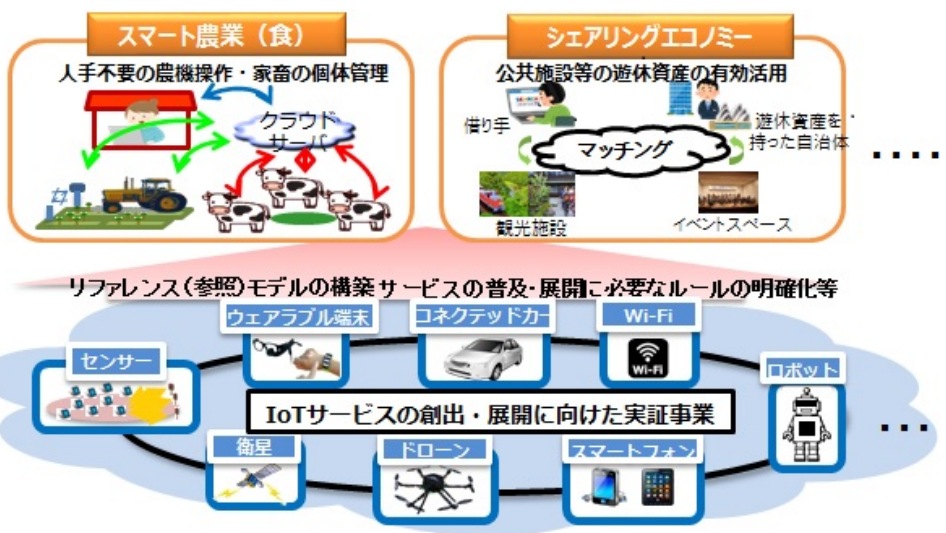 スマート農業（食）
人手不要の農機操作・家畜の個体管理
クラウド
サーバ
シェアリングエコノミー
公共施設等の遊休資産の有効活用
借り手
マッチング
遊休資産を
持った自治体
観光施設
イベントスペース
....
リファレンス（参照）モデルの構築 サービスの普及・展開に必要なルールの明確化等
センサー
ウェアラブル端末
コネクテッドカー
Wi-Fi
Wi-Fi
ロボット
IoTサービスの創出・展開に向けた実証事業
...
衛星
ドローン
スマートフォン